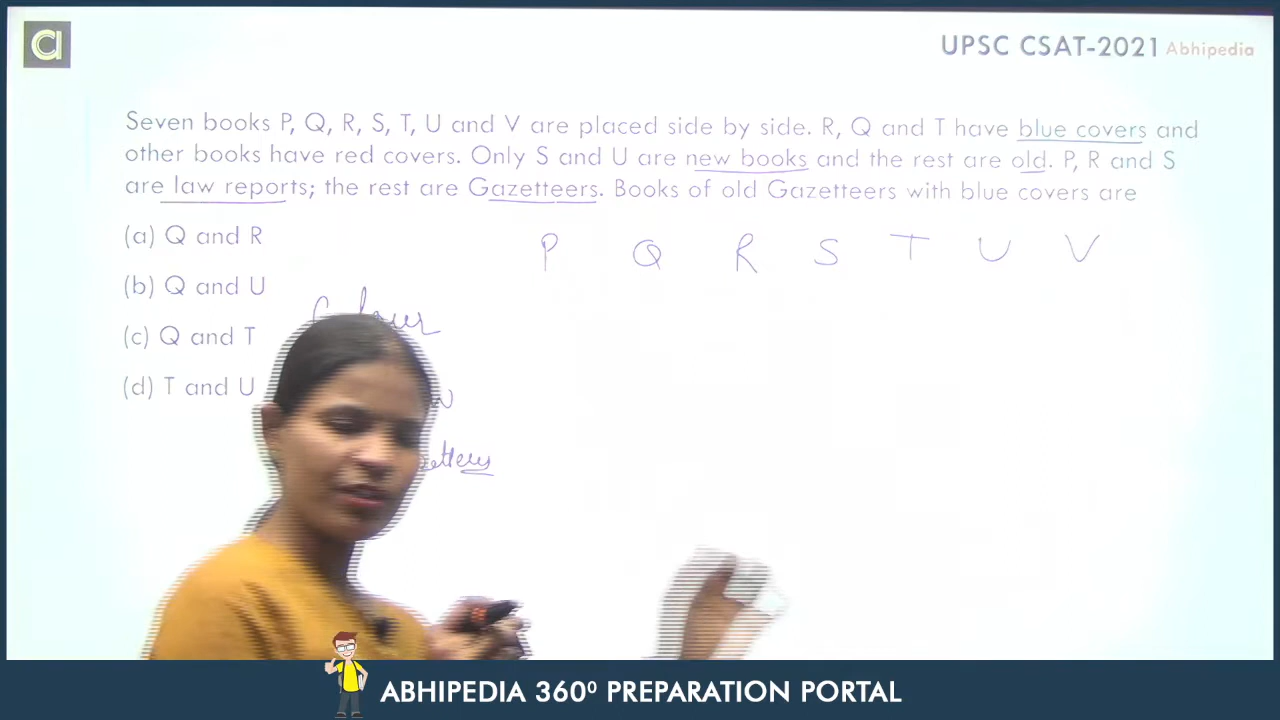 UPSC CSAT-2021 Abhipedia
Seven books P, Q, R, S, T, U and V are placed side by side. R, Q and T have blue covers and
other books have red covers. Only S and U are new books and the rest are old. P, R and S
are law reports; the rest are Gazetteers. Books of old Gazetteers with blue covers are
(a) Q and R
(b) Q and U
(c) Q and T
(d) T and U
P Q R S T U V
ABHIPEDIA 360⁰ PREPARATION PORTAL